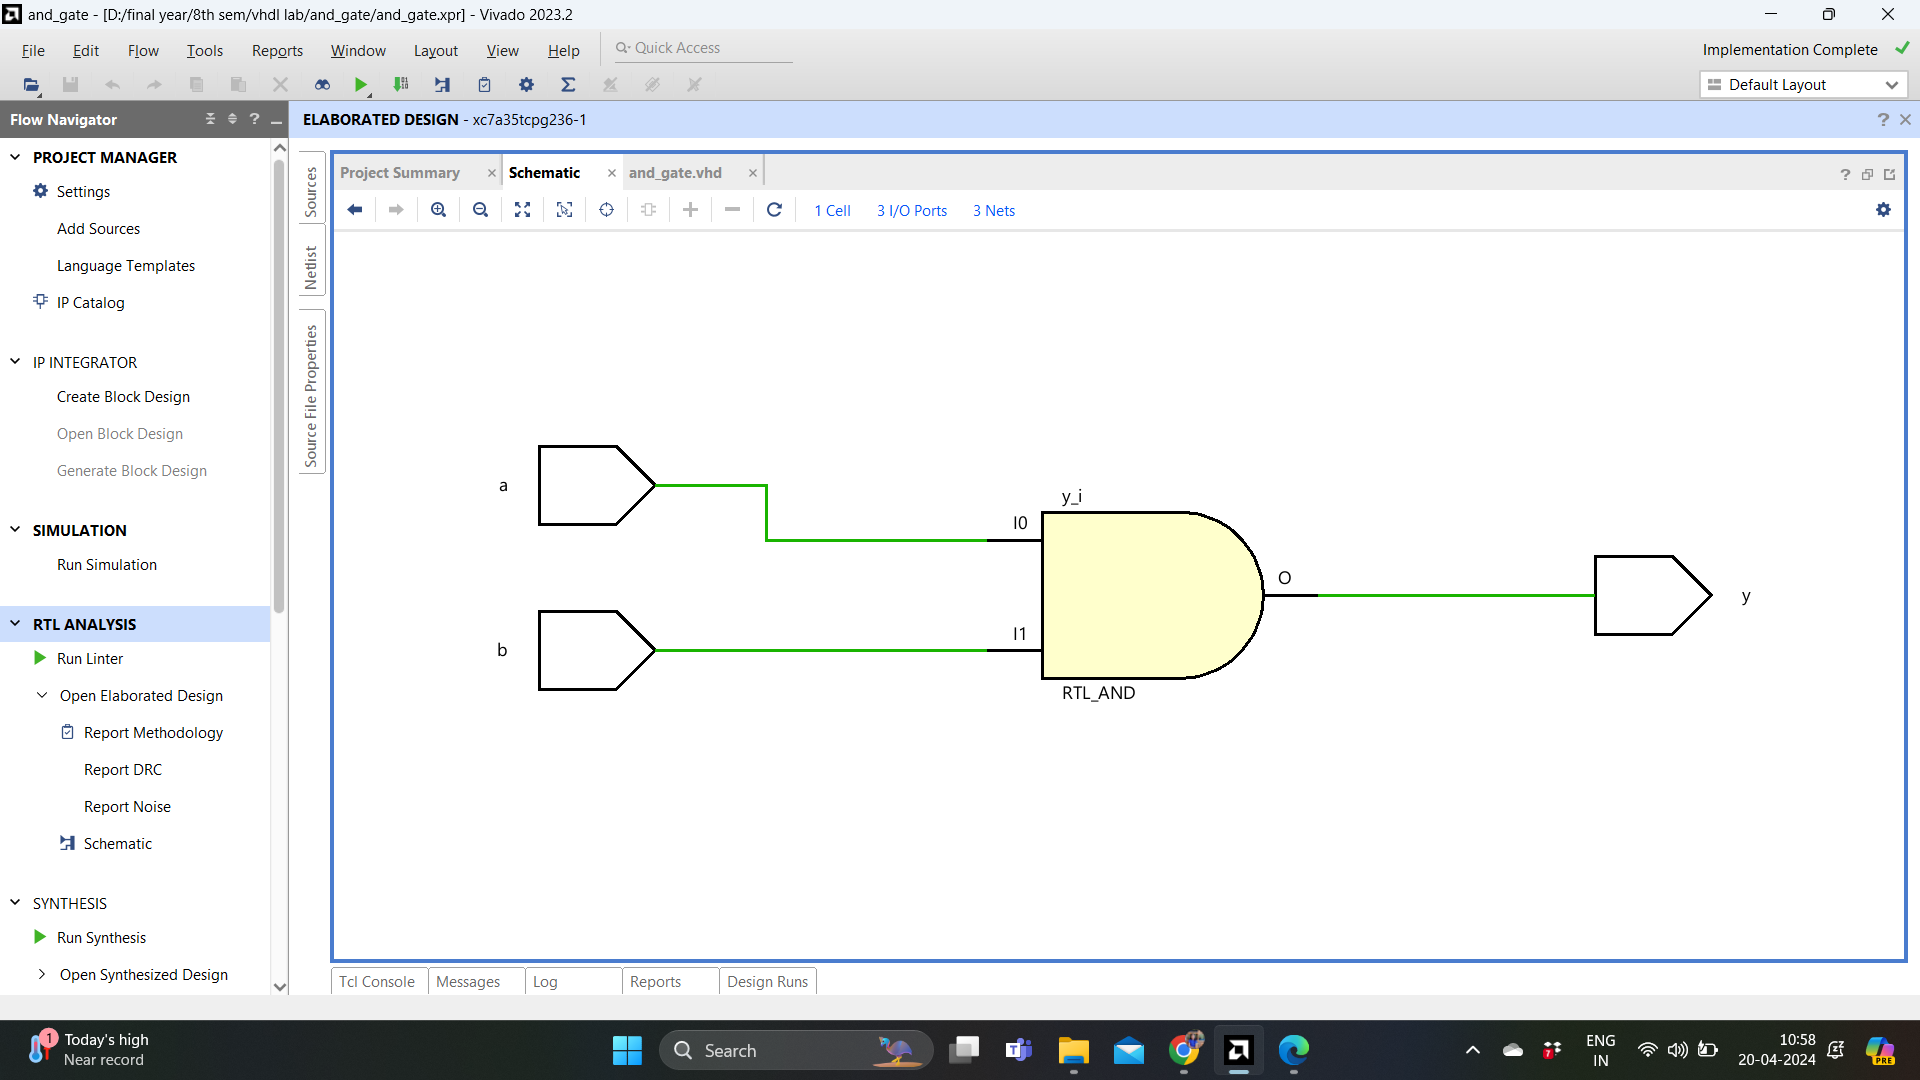 and_gate - [D:/final year/8th sem/vhdl lab/and_gate/and_gate.xpr] - Vivado 2023.2
File Edit Flow Tools Reports Window Layout View Help Quick Access
Implementation Complete
Default Layout
Flow Navigator
ELABORATED DESIGN - xc7a35tcpg236-1
PROJECT MANAGER
Settings
Add Sources
Language Templates
IP Catalog
IP INTEGRATOR
Create Block Design
Open Block Design
Generate Block Design
SIMULATION
Run Simulation
RTL ANALYSIS
Run Linter
Open Elaborated Design
Report Methodology
Report DRC
Report Noise
Schematic
SYNTHESIS
Run Synthesis
Open Synthesized Design
Sources
Netlist
Source File Properties
Project Summary Schematic and_gate.vhd
1 Cell 3 I/O Ports 3 Nets
a
b
y_i
I0
I1
O
RTL_AND
y
Tcl Console Messages Log Reports Design Runs
1
Today's high
Near record
Search
7
ENG
IN
10:58
20-04-2024
PRE